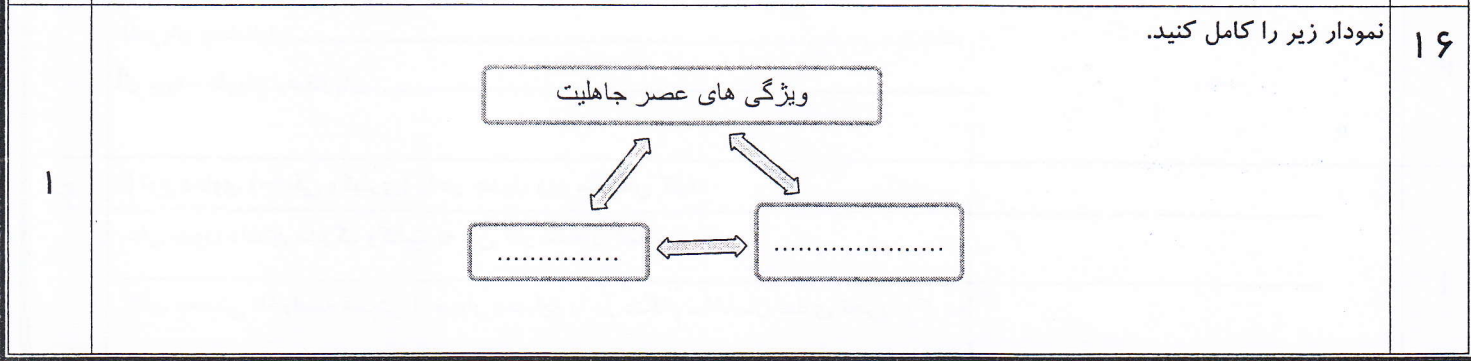 ۱۶
نمودار زیر را کامل کنید.
ویژگی های عصر جاهلیت
....................
..............
۱